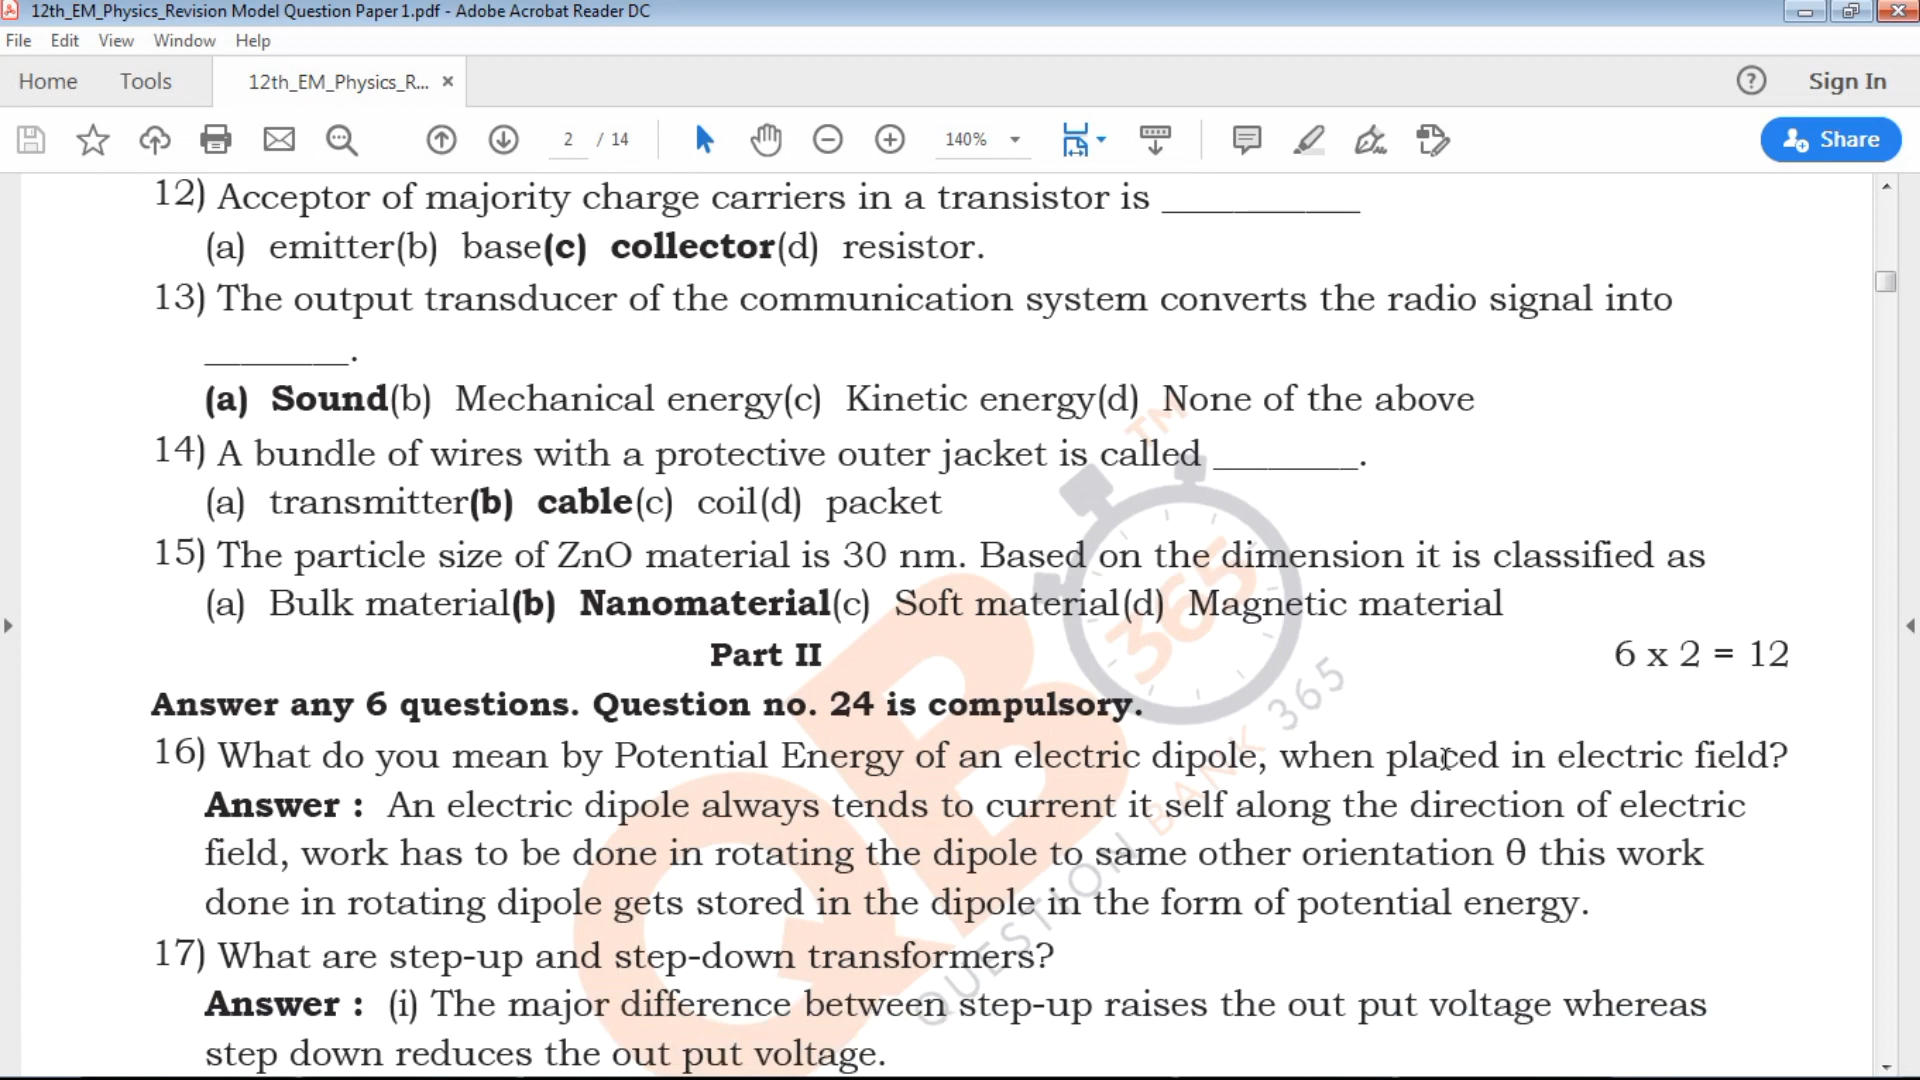 12th_EM_Physics_Revision Model Question Paper 1.pdf - Adobe Acrobat Reader DC
File Edit View Window Help
Home Tools 12th_EM_Physics_R... × ? Sign In
2 / 14 140% Share
12) Acceptor of majority charge carriers in a transistor is ___________
(a) emitter(b) base(c) collector(d) resistor.
13) The output transducer of the communication system converts the radio signal into
________.
(a) Sound(b) Mechanical energy(c) Kinetic energy(d) None of the above
14) A bundle of wires with a protective outer jacket is called ________.
(a) transmitter(b) cable(c) coil(d) packet
15) The particle size of ZnO material is 30 nm. Based on the dimension it is classified as
(a) Bulk material(b) Nanomaterial(c) Soft material(d) Magnetic material
Part II 6 x 2 = 12
Answer any 6 questions. Question no. 24 is compulsory.
16) What do you mean by Potential Energy of an electric dipole, when placed in electric field?
Answer : An electric dipole always tends to current it self along the direction of electric
field, work has to be done in rotating the dipole to same other orientation θ this work
done in rotating dipole gets stored in the dipole in the form of potential energy.
17) What are step-up and step-down transformers?
Answer : (i) The major difference between step-up raises the out put voltage whereas
step down reduces the out put voltage.
QB
365
TM
QUESTION BANK 365